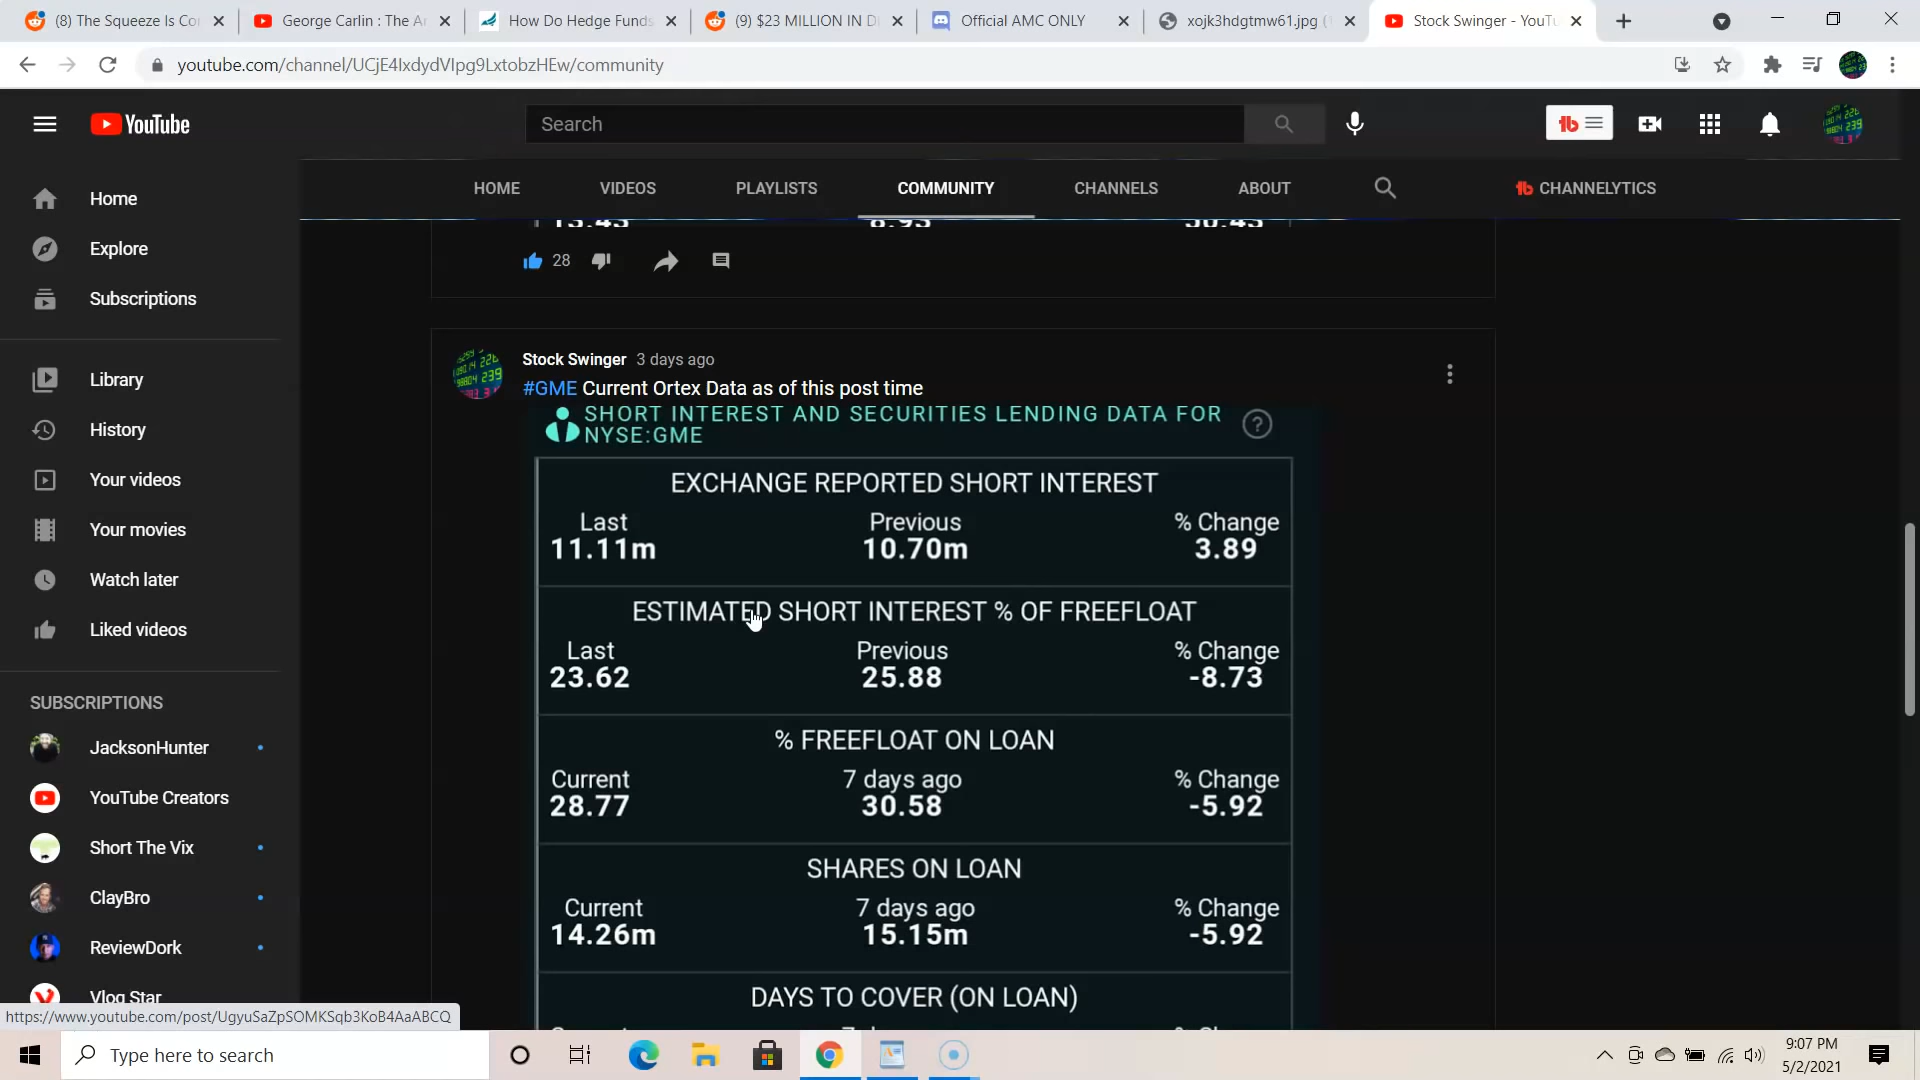 (8) The Squeeze Is Co
George Carlin : The A
How Do Hedge Funds
(9) $23 MILLION IN D
Official AMC ONLY
xojk3hdgtmw61.jpg (
Stock Swinger - YouTu
youtube.com/channel/UCjE4IxdydVIpg9LxtobzHEw/community
YouTube
Search
HOME
VIDEOS
PLAYLISTS
COMMUNITY
CHANNELS
ABOUT
CHANNELYTICS
Home
Explore
Subscriptions
Library
History
Your videos
Your movies
Watch later
Liked videos
SUBSCRIPTIONS
JacksonHunter
YouTube Creators
Short The Vix
ClayBro
ReviewDork
Vlog Star
13.43 8.93 50.43
28
Stock Swinger 3 days ago
#GME Current Ortex Data as of this post time
SHORT INTEREST AND SECURITIES LENDING DATA FOR
NYSE:GME
EXCHANGE REPORTED SHORT INTEREST
Last Previous % Change
11.11m 10.70m 3.89
ESTIMATED SHORT INTEREST % OF FREEFLOAT
Last Previous % Change
23.62 25.88 -8.73
% FREEFLOAT ON LOAN
Current 7 days ago % Change
28.77 30.58 -5.92
SHARES ON LOAN
Current 7 days ago % Change
14.26m 15.15m -5.92
DAYS TO COVER (ON LOAN)
https://www.youtube.com/post/UgyuSaZpSOMKSqb3KoB4AaABCQ
Type here to search
9:07 PM
5/2/2021